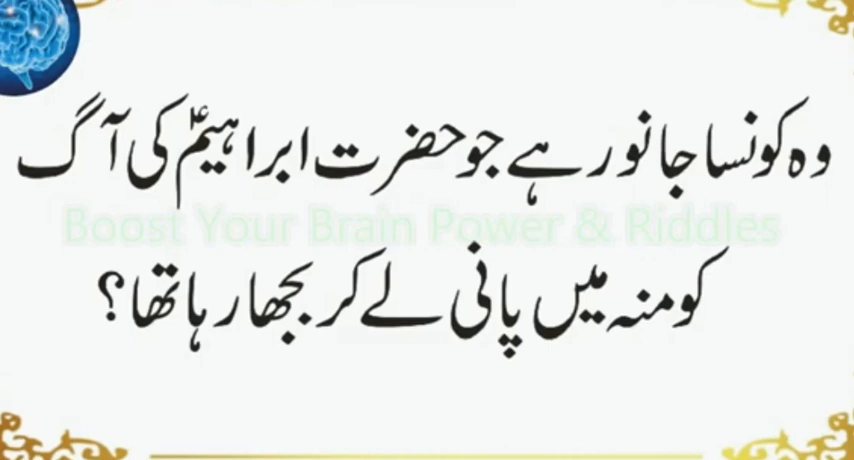 وہ کونسا جانور ہے جو حضرت ابراہیمؑ کی آگ
Boost Your Brain Power & Riddles
کو منہ میں پانی لے کر بجھا رہا تھا؟